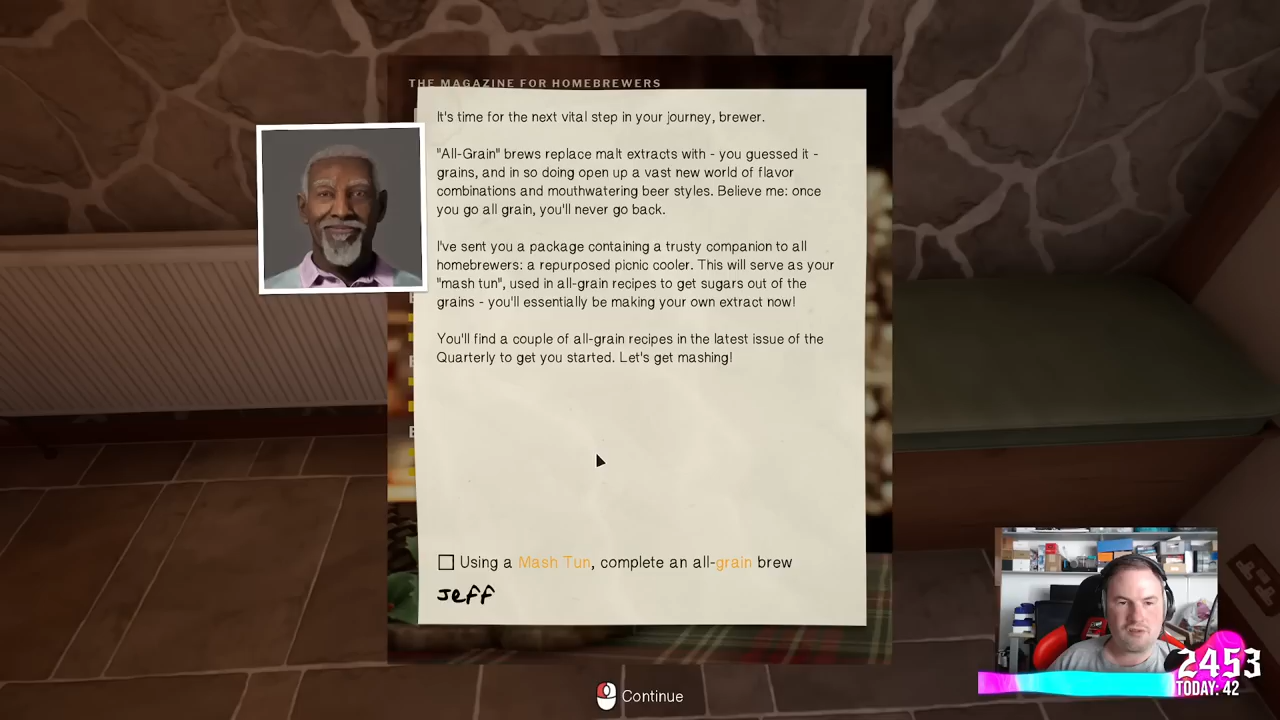 THE MAGAZINE FOR HOMEBREWERS
It's time for the next vital step in your journey, brewer.
"All-Grain" brews replace malt extracts with - you guessed it -
grains, and in so doing open up a vast new world of flavor
combinations and mouthwatering beer styles. Believe me: once
you go all grain, you'll never go back.
I've sent you a package containing a trusty companion to all
homebrewers: a repurposed picnic cooler. This will serve as your
"mash tun", used in all-grain recipes to get sugars out of the
grains - you'll essentially be making your own extract now!
You'll find a couple of all-grain recipes in the latest issue of the
Quarterly to get you started. Let's get mashing!
Using a Mash Tun, complete an all-grain brew
Jeff
Continue
2453
TODAY: 42